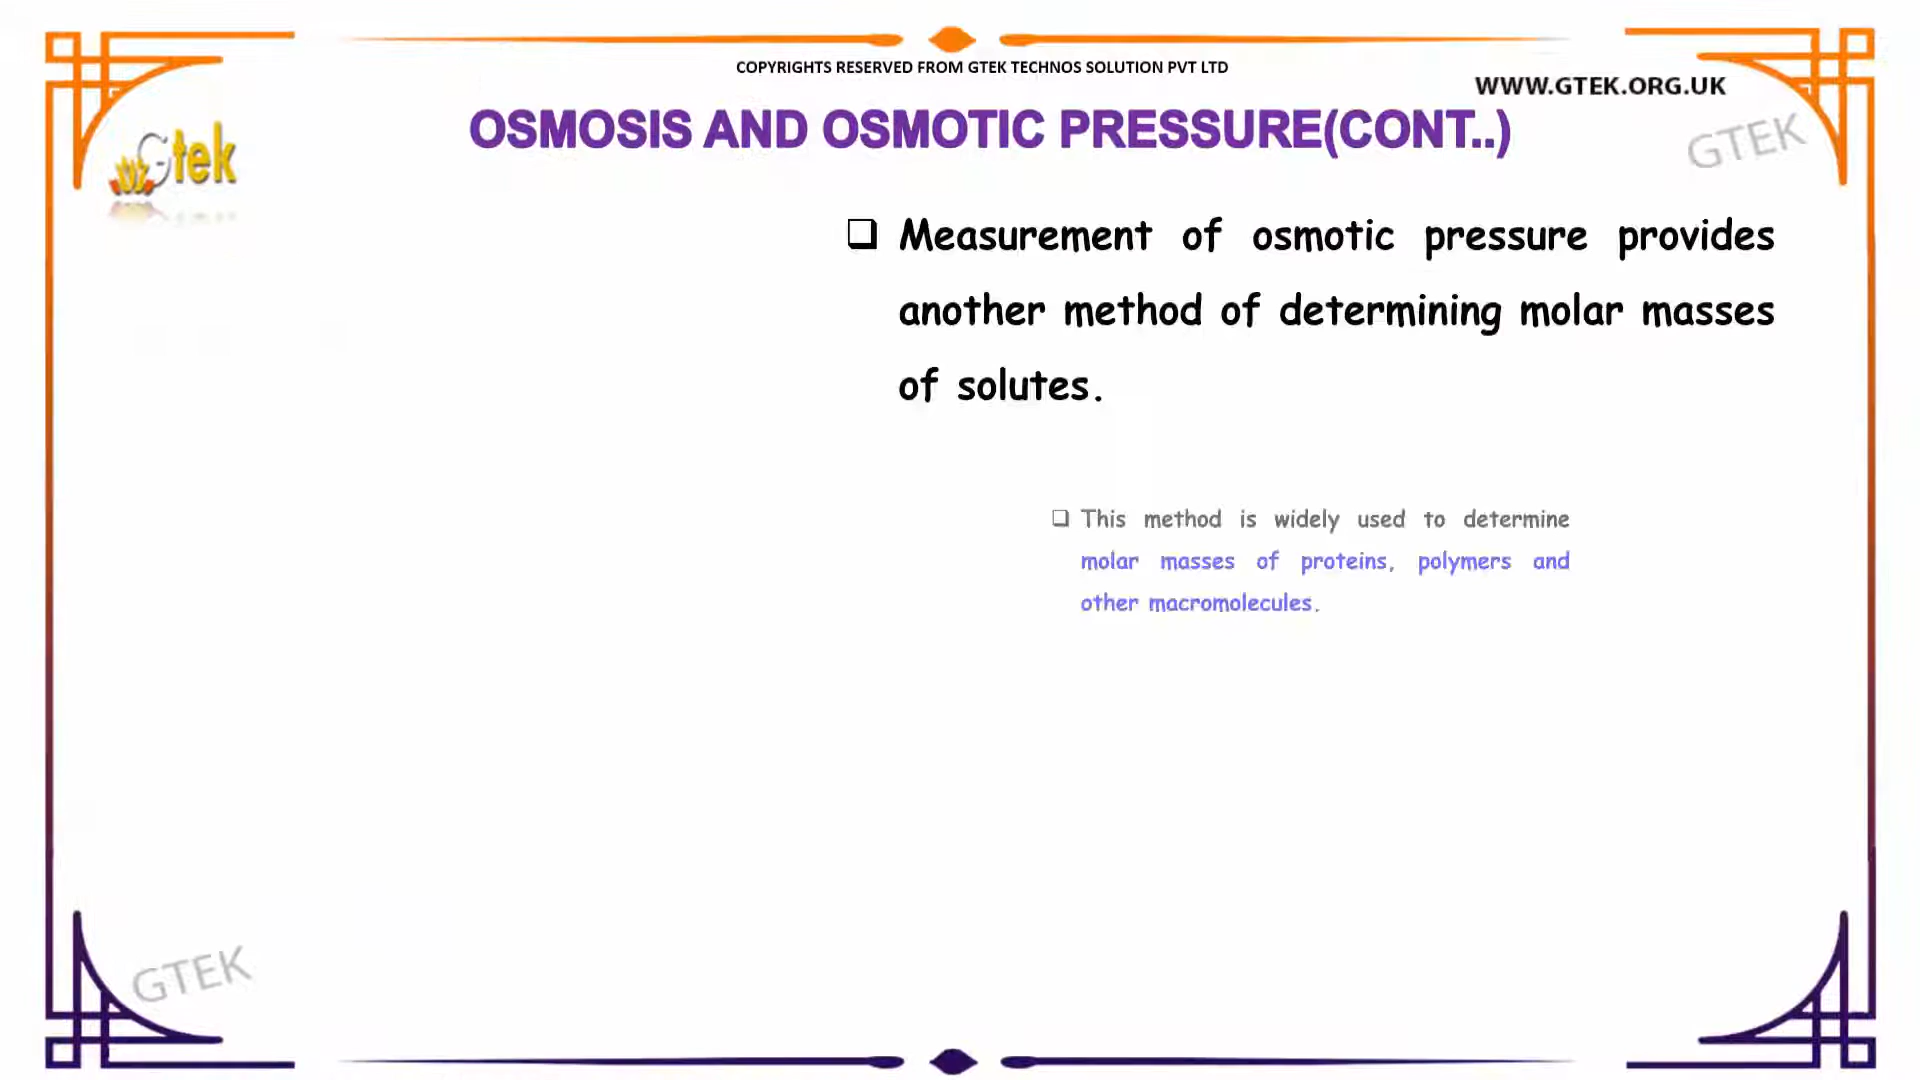 COPYRIGHTS RESERVED FROM GTEK TECHNOS SOLUTION PVT LTD
WWW.GTEK.ORG.UK
OSMOSIS AND OSMOTIC PRESSURE(CONT..)
GTEK
Gtek
❑ Measurement of osmotic pressure provides
another method of determining molar masses
of solutes.
❑ This method is widely used to determine
molar masses of proteins, polymers and
other macromolecules.
GTEK